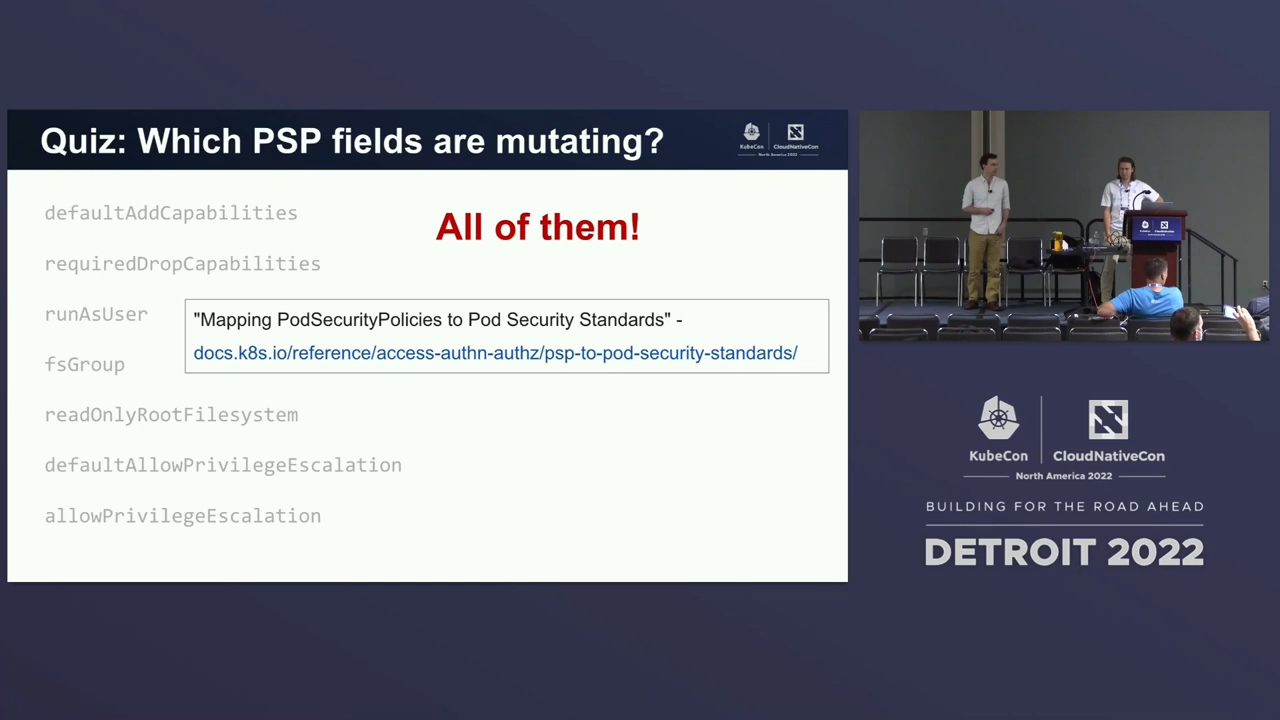 Quiz: Which PSP fields are mutating?
KubeCon
CloudNativeCon
North America 2022
defaultAddCapabilities
All of them!
requiredDropCapabilities
runAsUser
"Mapping PodSecurityPolicies to Pod Security Standards" -
docs.k8s.io/reference/access-authn-authz/psp-to-pod-security-standards/
fsGroup
readOnlyRootFilesystem
defaultAllowPrivilegeEscalation
allowPrivilegeEscalation
KubeCon
CloudNativeCon
North America 2022
BUILDING FOR THE ROAD AHEAD
DETROIT 2022